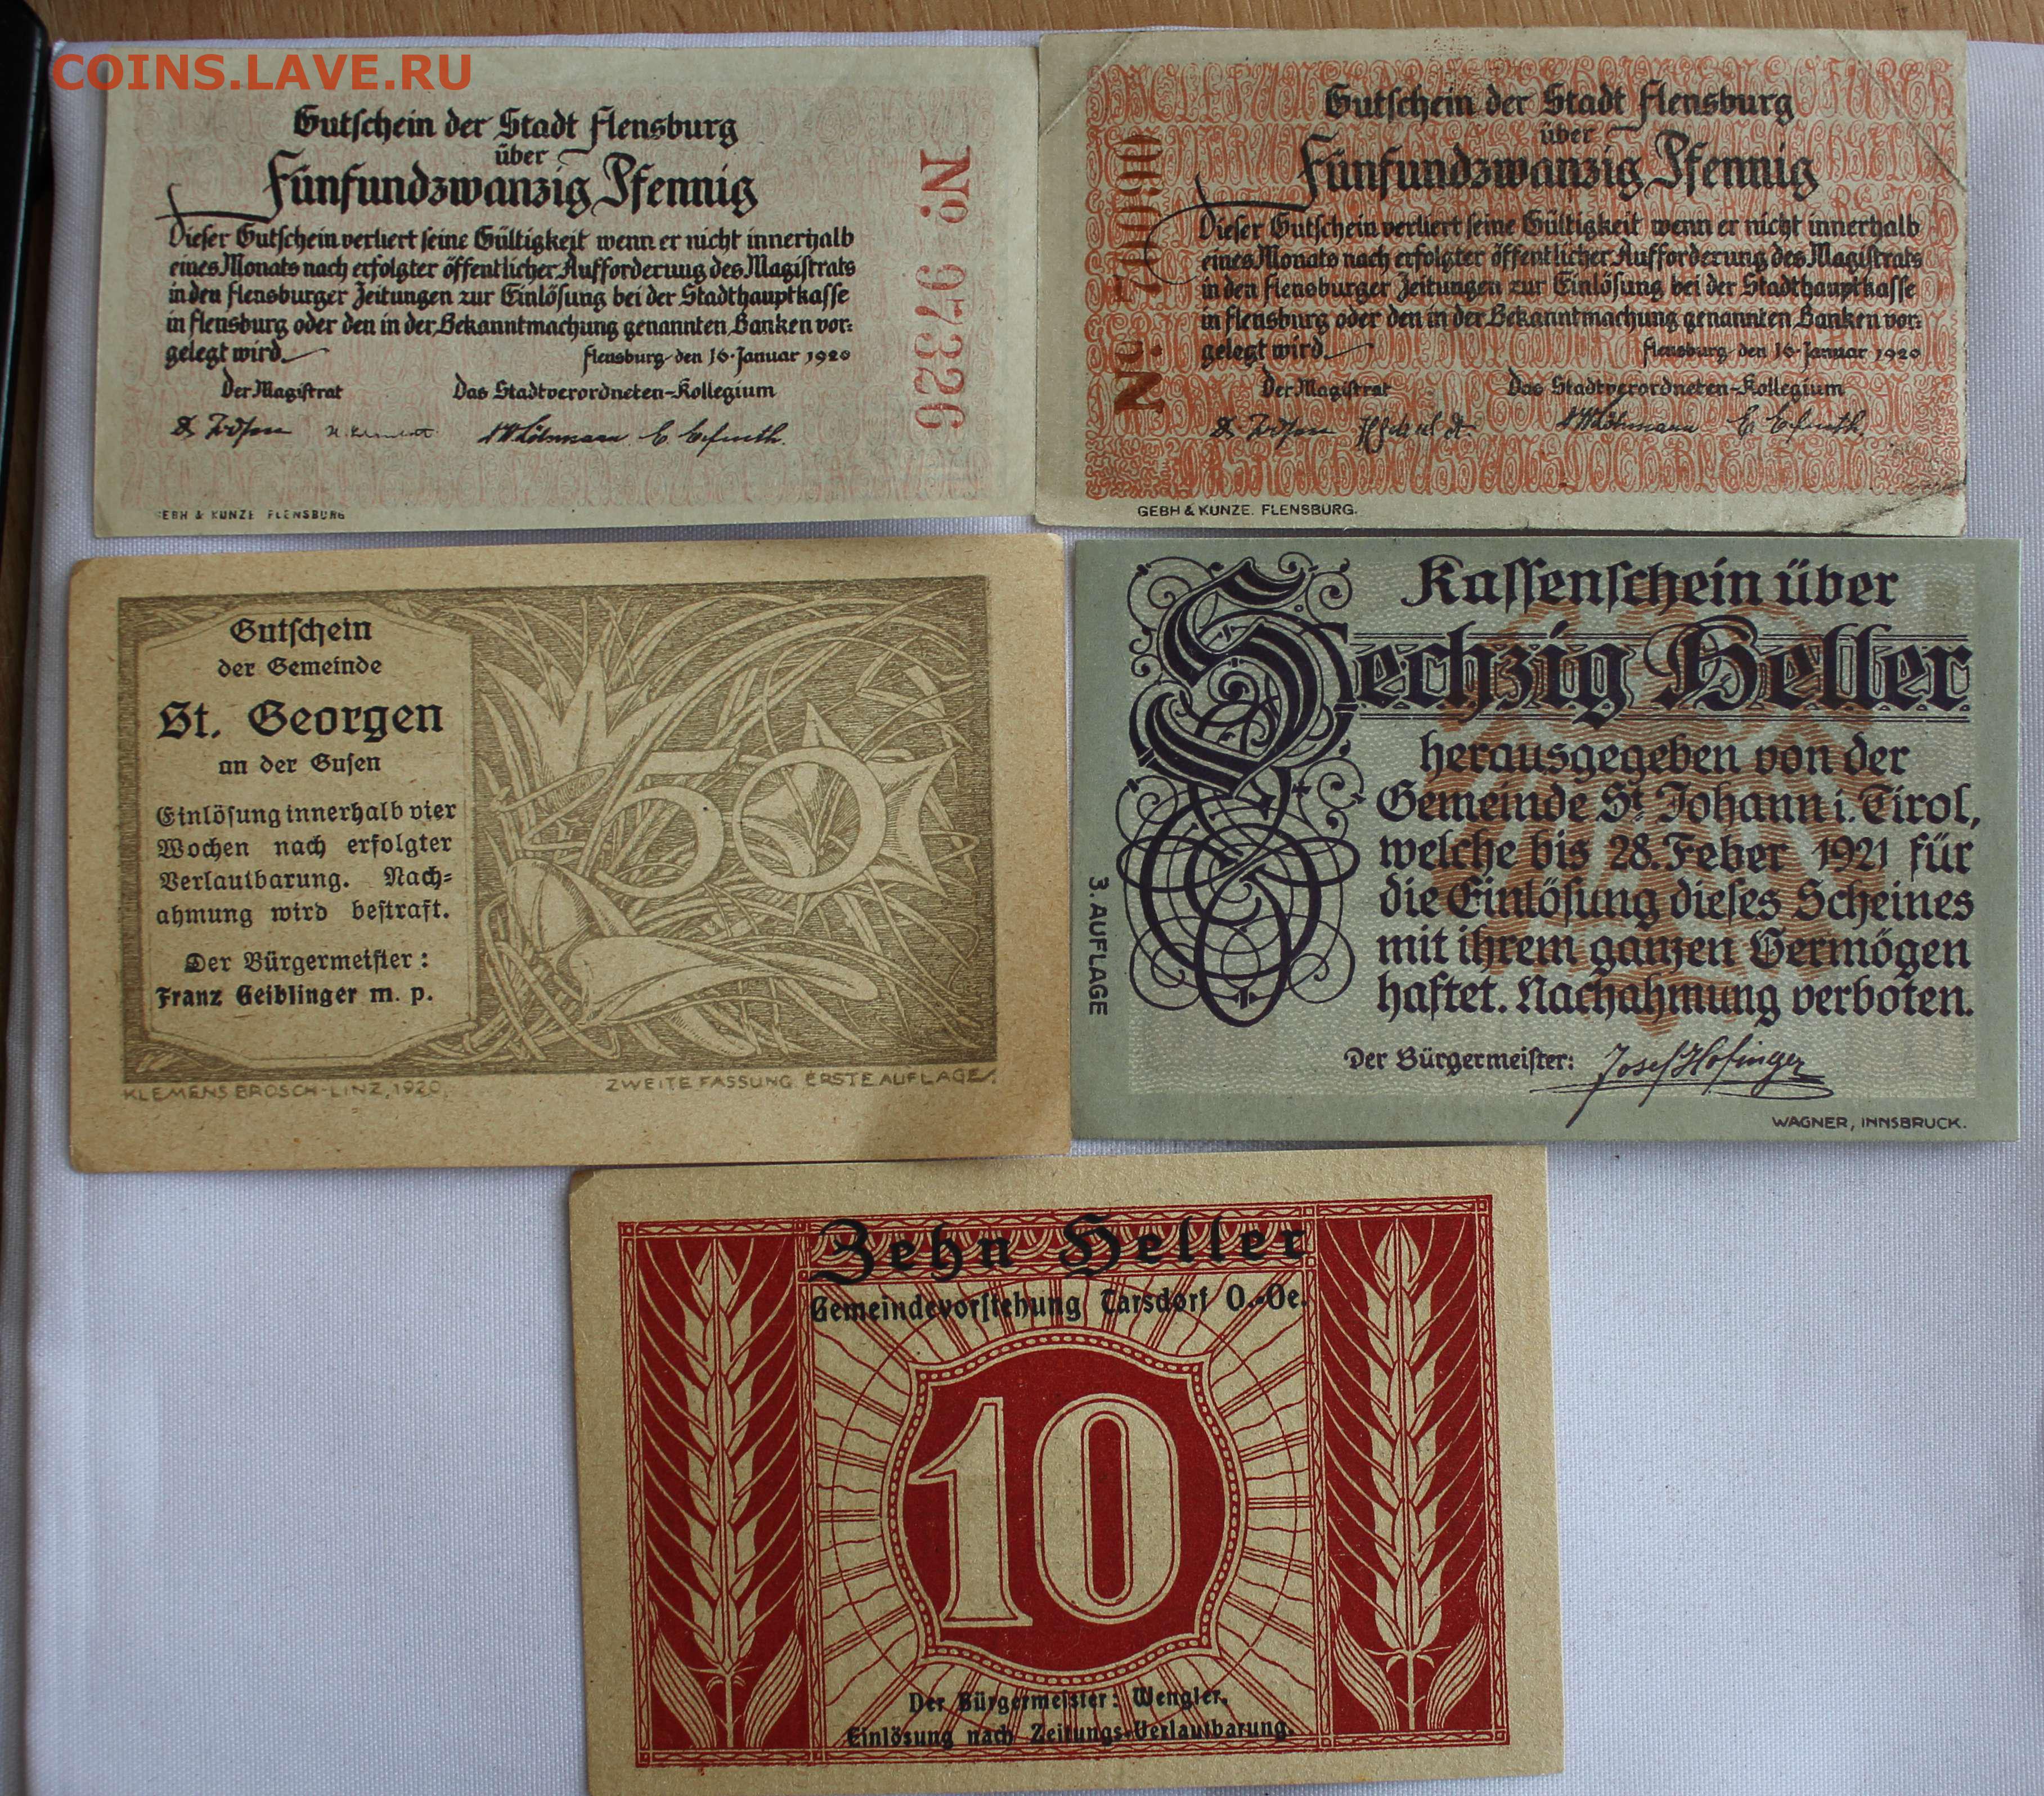 COINS.LAVE.RU
Gutschein der Stadt Flensburg
über
Fünfundzwanzig Pfennig
Dieser Gutschein verliert seine Gültigkeit wenn er nicht innerhalb
eines Monats nach erfolgter öffentlicher Aufforderung des Magistrats
in den Flensburger Zeitungen zur Einlösung bei der Stadthauptkasse
in Flensburg oder den in der Bekanntmachung genannten Banken vor:
gelegt wird.
Flensburg den 16. Januar 1920
Der Magistrat Das Stadtverordneten-Kollegium
No. 97326
GEBH & KUNZE FLENSBURG
Gutschein der Stadt Flensburg
über
Fünfundzwanzig Pfennig
Dieser Gutschein verliert seine Gültigkeit wenn er nicht innerhalb
eines Monats nach erfolgter öffentlicher Aufforderung des Magistrats
in den Flensburger Zeitungen zur Einlösung bei der Stadthauptkasse
in Flensburg oder den in der Bekanntmachung genannten Banken vor:
gelegt wird.
Flensburg den 16. Januar 1920
Der Magistrat Das Stadtverordneten-Kollegium
GEBH & KUNZE. FLENSBURG.
Gutschein
der Gemeinde
St. Georgen
an der Gusen
Einlösung innerhalb vier
Wochen nach erfolgter
Verlautbarung. Nach=
ahmung wird bestraft.
Der Bürgermeister:
Franz Geiblinger m. p.
50
KLEMENS BROSCH-LINZ, 1920.
ZWEITE FASSUNG ERSTE AUFLAGE.
Kassenschein über
Sechzig Heller
herausgegeben von der
Gemeinde St Johann i. Tirol,
welche bis 28. Feber 1921 für
die Einlösung dieses Scheines
mit ihrem ganzen Vermögen
haftet. Nachahmung verboten.
Der Bürgermeister: Josef Hofinger
3. AUFLAGE
WAGNER, INNSBRUCK.
Zehn Heller
Gemeindevorstehung Tarsdorf O.-Oe.
10
Der Bürgermeister: Wengler.
Einlösung nach Zeitungs-Verlautbarung.